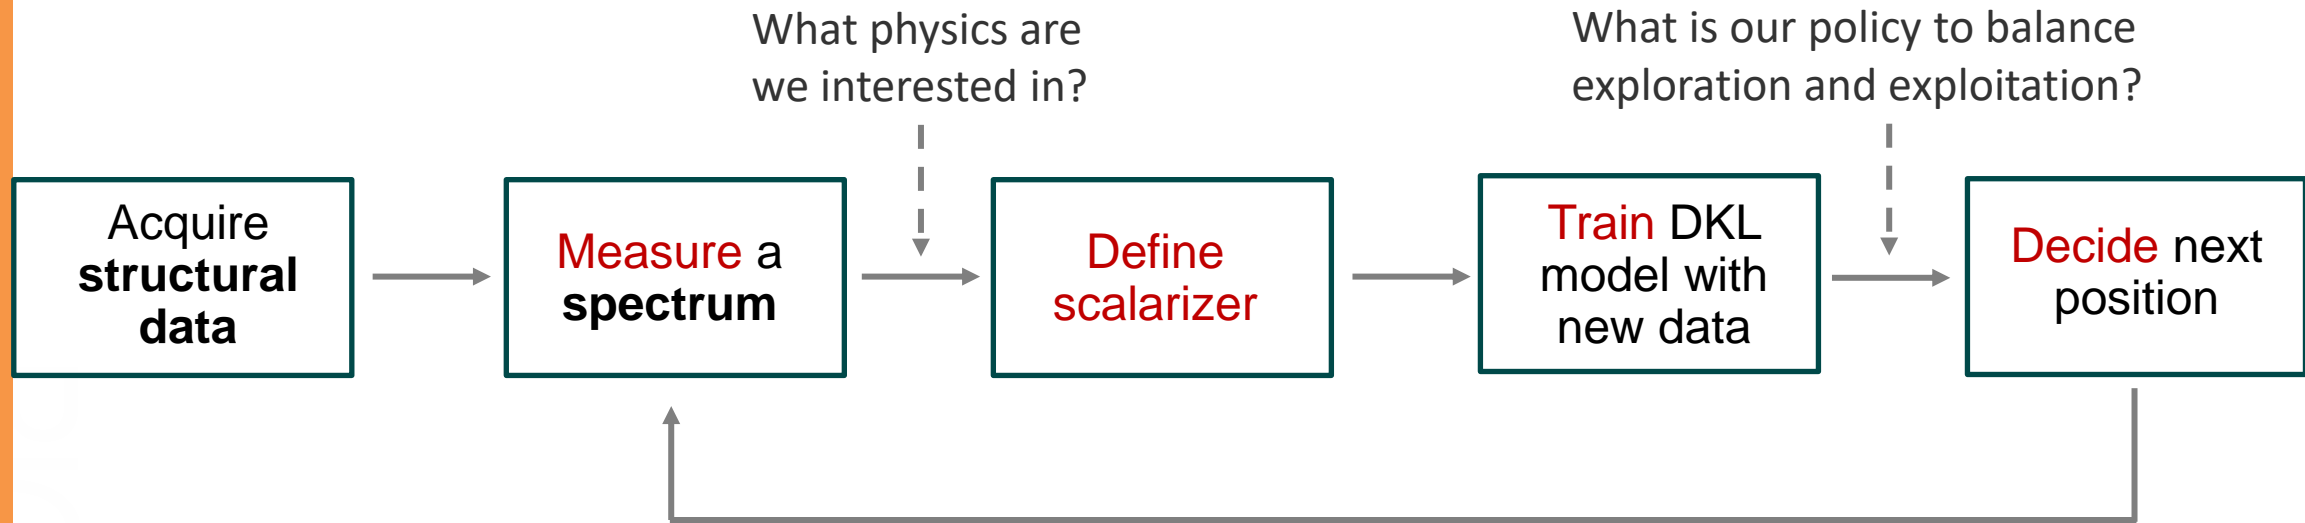 What physics are
we interested in?
What is our policy to balance
exploration and exploitation?
Acquire
structural
data
Measure a
spectrum
Define
scalarizer
Train DKL
model with
new data
Decide next
position